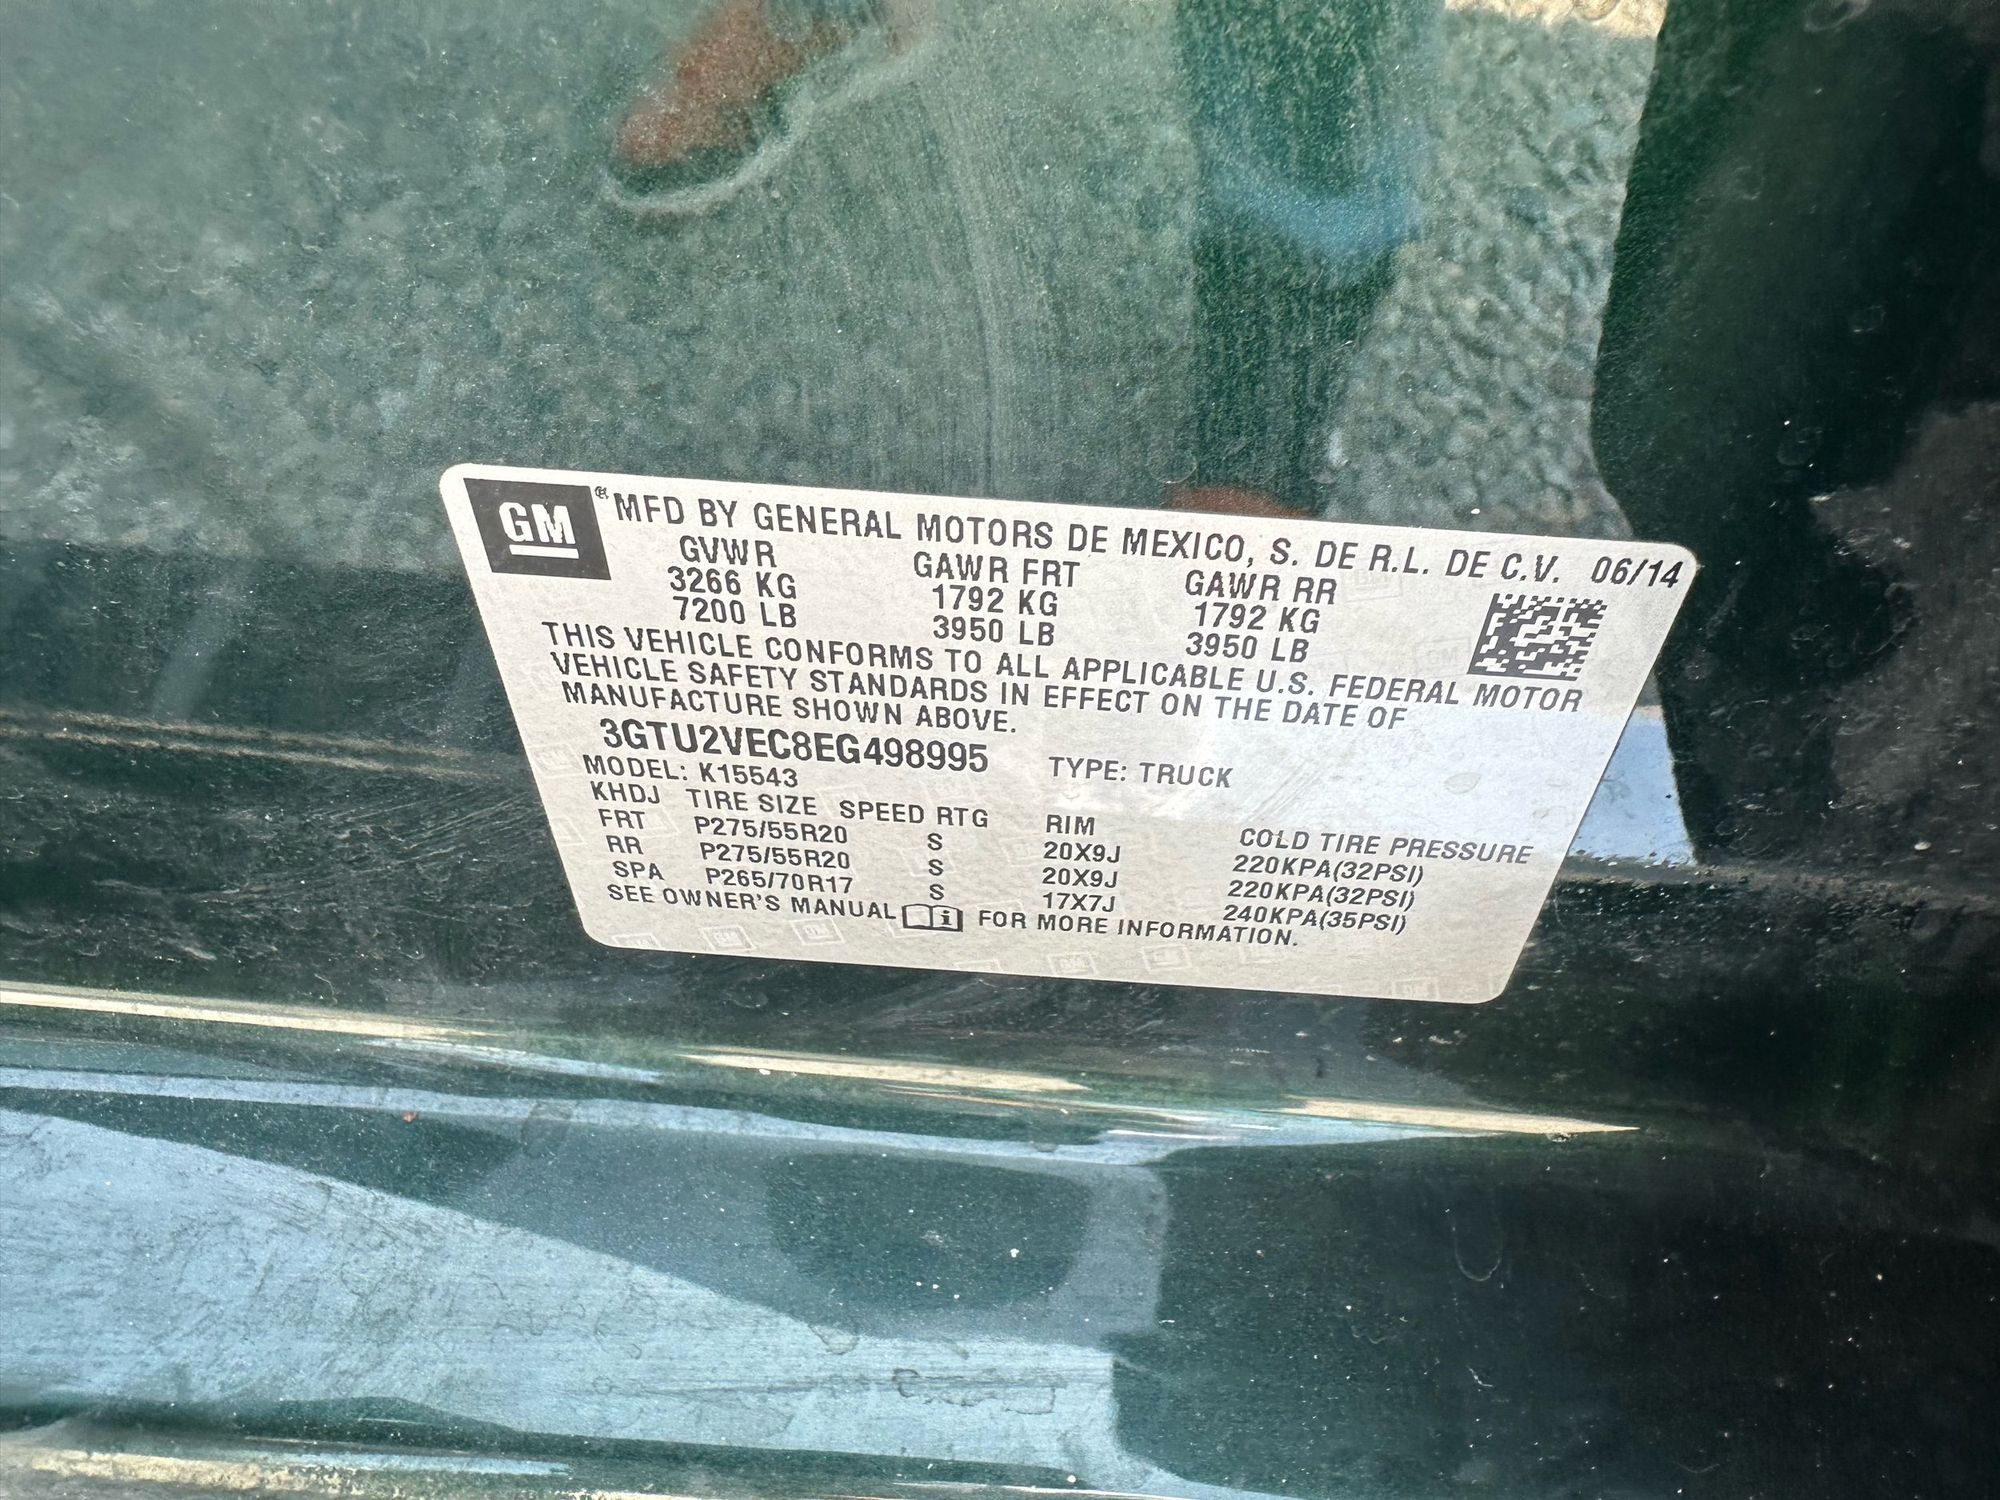 GM ® MFD BY GENERAL MOTORS DE MEXICO, S. DE R.L. DE C.V. 06/14
GVWR GAWR FRT GAWR RR
3266 KG 1792 KG 1792 KG
7200 LB 3950 LB 3950 LB
THIS VEHICLE CONFORMS TO ALL APPLICABLE U.S. FEDERAL MOTOR
VEHICLE SAFETY STANDARDS IN EFFECT ON THE DATE OF
MANUFACTURE SHOWN ABOVE.
3GTU2VEC8EG498995 TYPE: TRUCK
MODEL: K15543
KHDJ TIRE SIZE SPEED RTG RIM COLD TIRE PRESSURE
FRT P275/55R20 S 20X9J 220KPA(32PSI)
RR P275/55R20 S 20X9J 220KPA(32PSI)
SPA P265/70R17 S 17X7J 240KPA(35PSI)
SEE OWNER'S MANUAL i FOR MORE INFORMATION.